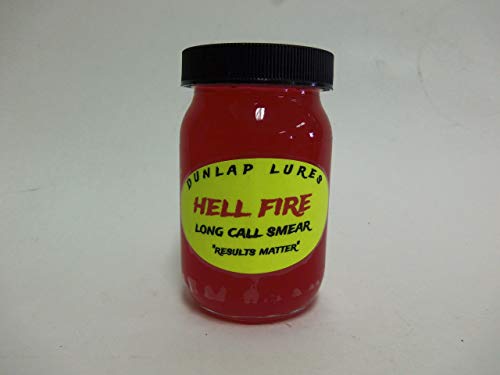 DUNLAP LURES
HELL FIRE
LONG CALL SMEAR
"RESULTS MATTER"